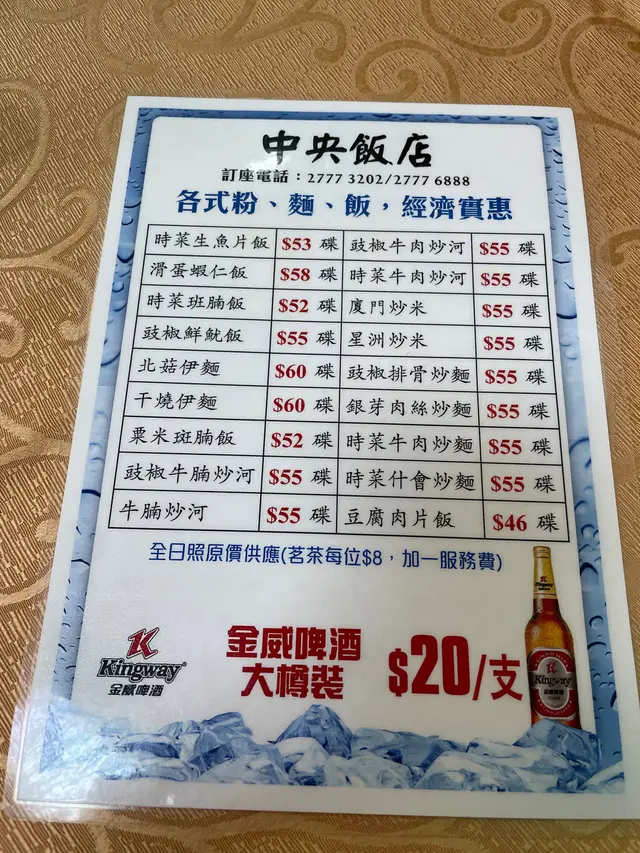 中央飯店
訂座電話：2777 3202/2777 6888
各式粉、麵、飯，經濟實惠
時菜生魚片飯 $53 碟 豉椒牛肉炒河 $55 碟
滑蛋蝦仁飯 $58 碟 時菜牛肉炒河 $55 碟
時菜班腩飯 $52 碟 廈門炒米 $55 碟
豉椒鮮魷飯 $55 碟 星洲炒米 $55 碟
北菇伊麵 $60 碟 豉椒排骨炒麵 $55 碟
干燒伊麵 $60 碟 銀芽肉絲炒麵 $55 碟
粟米斑腩飯 $52 碟 時菜牛肉炒麵 $55 碟
豉椒牛腩炒河 $55 碟 時菜什會炒麵 $55 碟
牛腩炒河 $55 碟 豆腐肉片飯 $46 碟
全日照原價供應(茗茶每位$8，加一服務費)
Kingway
金威啤酒
金威啤酒
大樽裝
$20/支
Kingway
Kingway
金威啤酒